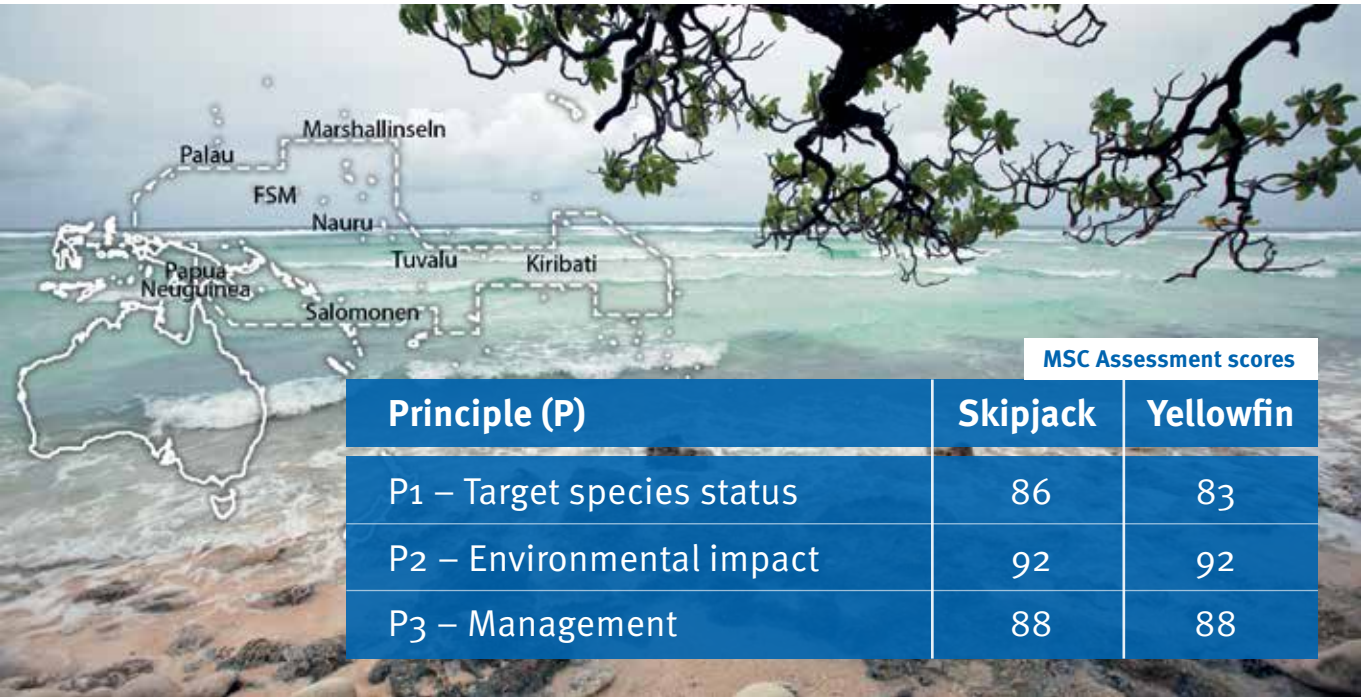 Marshallinseln
Palau
FSM
Nauru
Tuvalu
Kiribati
Papua
Neuguinea
Salomonen
MSC Assessment scores
Principle (P) Skipjack Yellowfin
P1 – Target species status 86 83
P2 – Environmental impact 92 92
P3 – Management 88 88